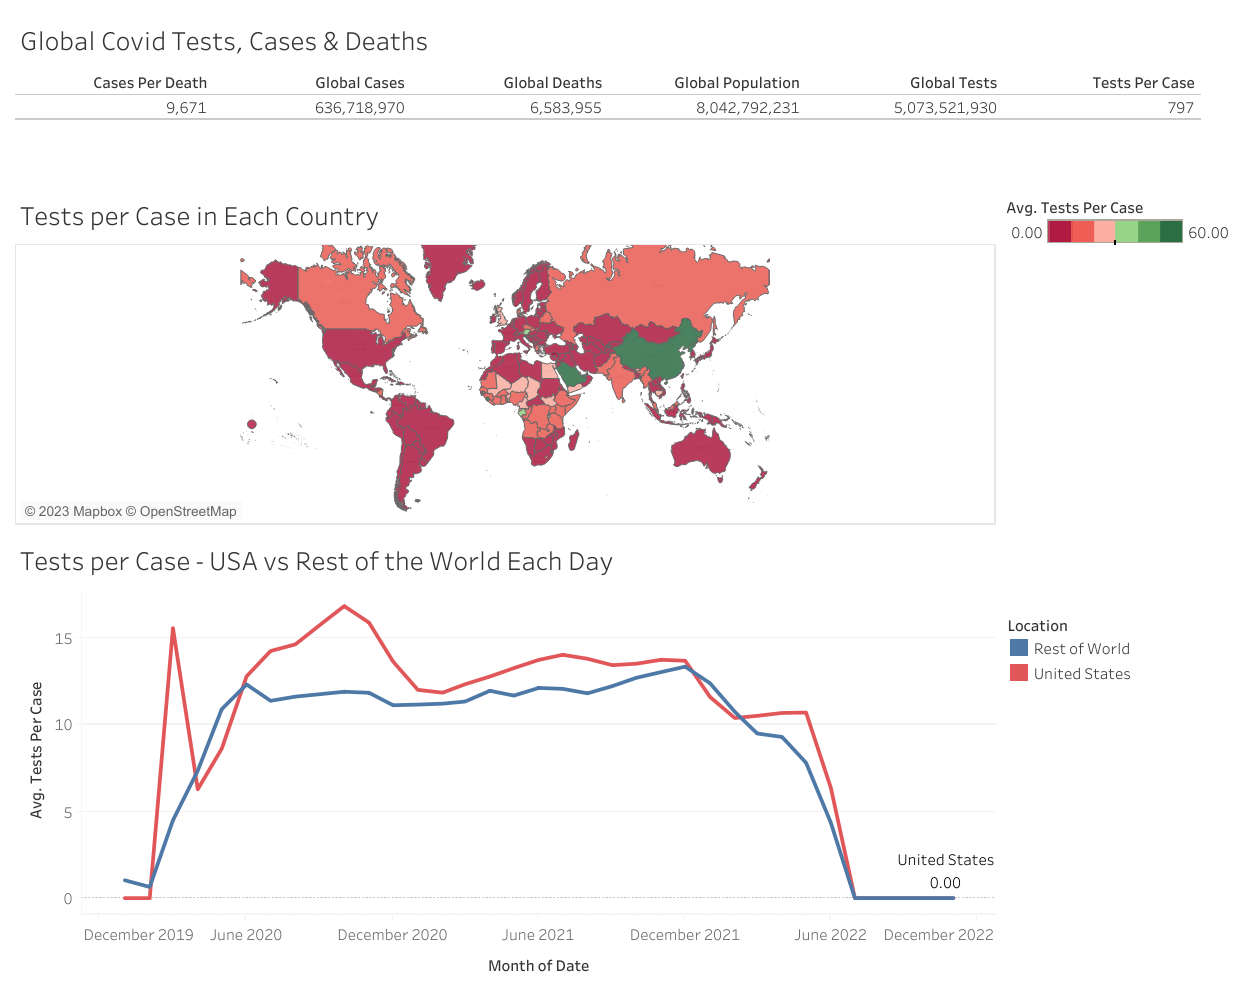 Global Covid Tests, Cases & Deaths
Cases Per Death Global Cases Global Deaths Global Population Global Tests Tests Per Case
9,671 636,718,970 6,583,955 8,042,792,231 5,073,521,930 797
Tests per Case in Each Country
Avg. Tests Per Case
0.00 60.00
© 2023 Mapbox © OpenStreetMap
Tests per Case - USA vs Rest of the World Each Day
Location
Rest of World
United States
Avg. Tests Per Case
15
10
5
0
United States
0.00
December 2019 June 2020 December 2020 June 2021 December 2021 June 2022 December 2022
Month of Date